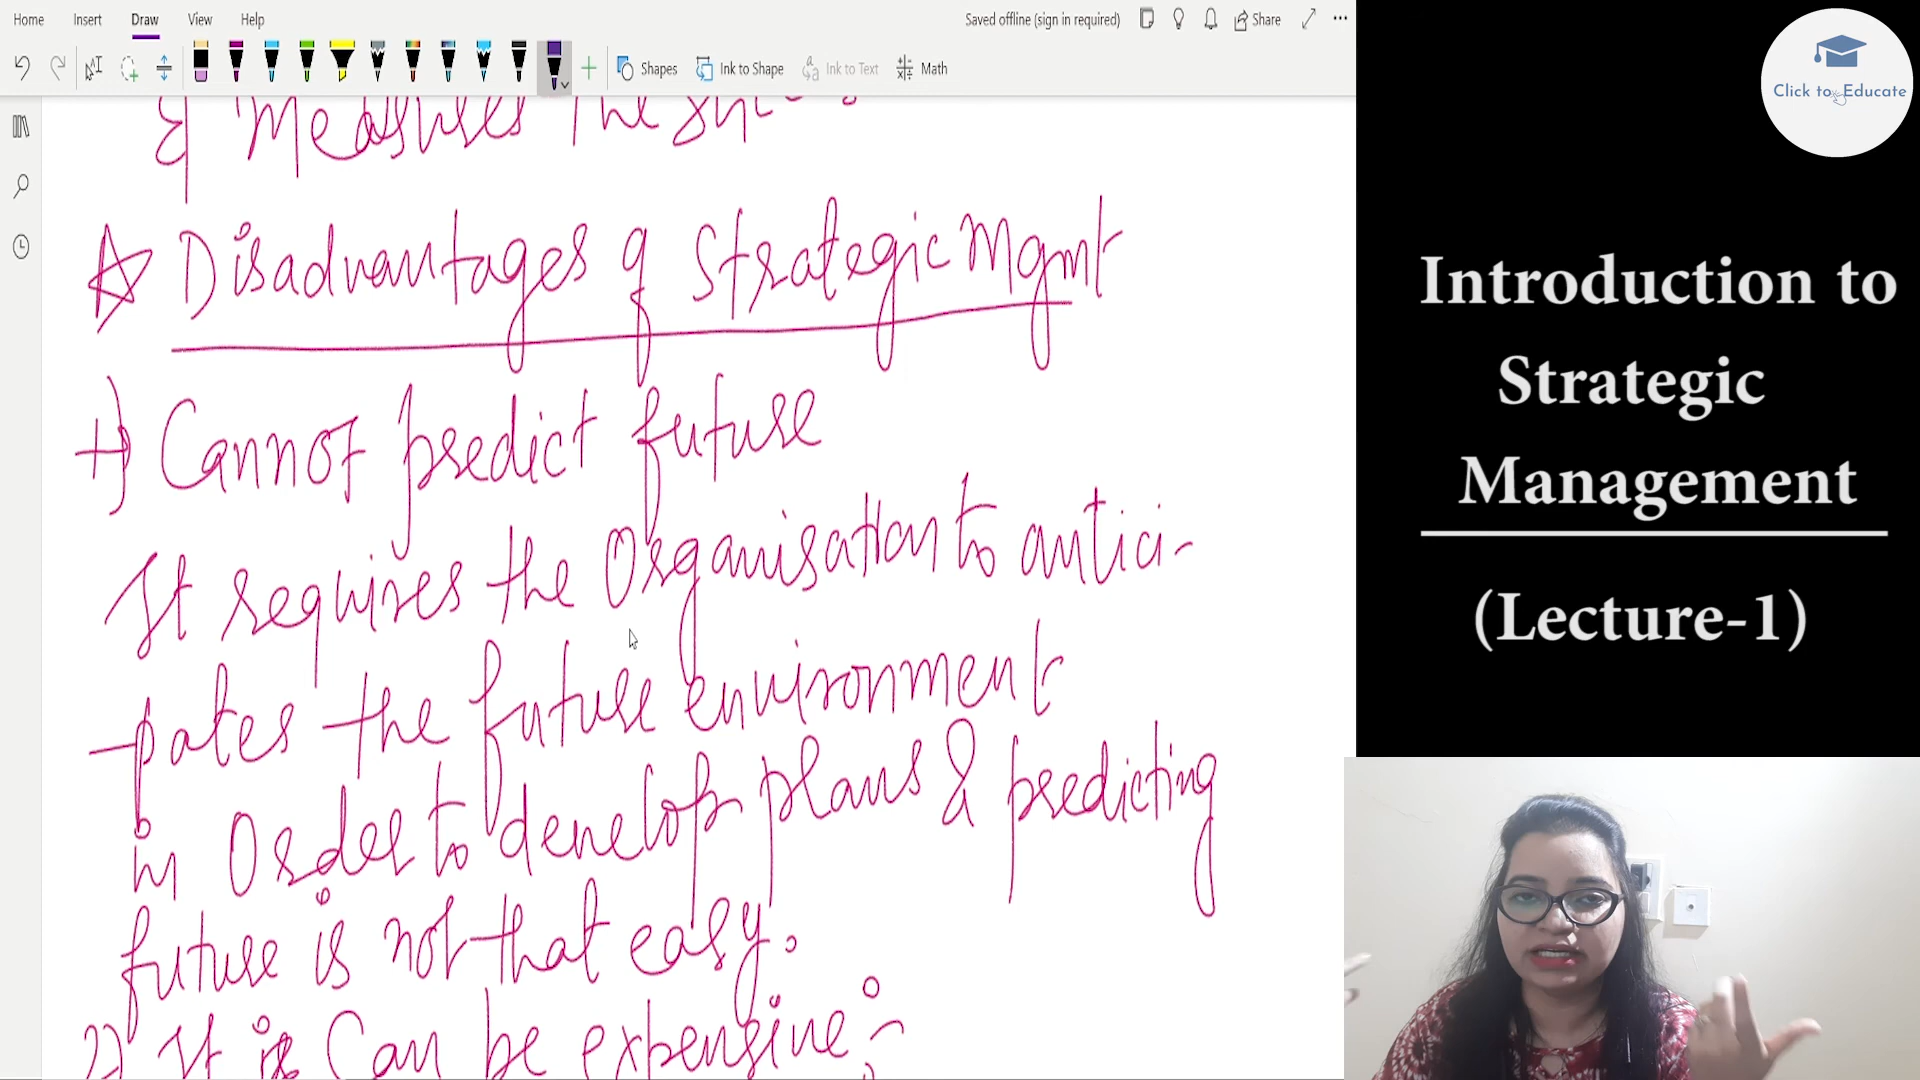 Home Insert Draw View Help Saved offline (sign in required) Share
Shapes Ink to Shape Ink to Text Math
& Measures The
Disadvantages of Strategic Mgmt
1) Cannot predict future
It requires the Organisation to antici-
-pates the future environment
in Order to develop plans & predicting
future is not that easy.
2) It is Can be expensive :-
Click to Educate
Introduction to
Strategic
Management
(Lecture-1)